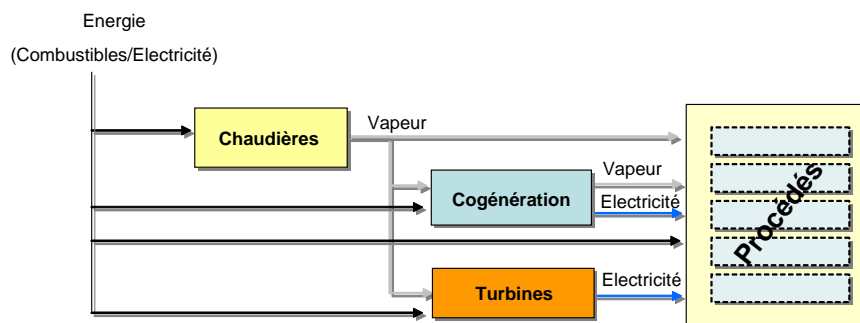 Energie
(Combustibles/Electricité)
Chaudières
Vapeur
Vapeur
Cogénération
Electricité
Procédés
Electricité
Turbines